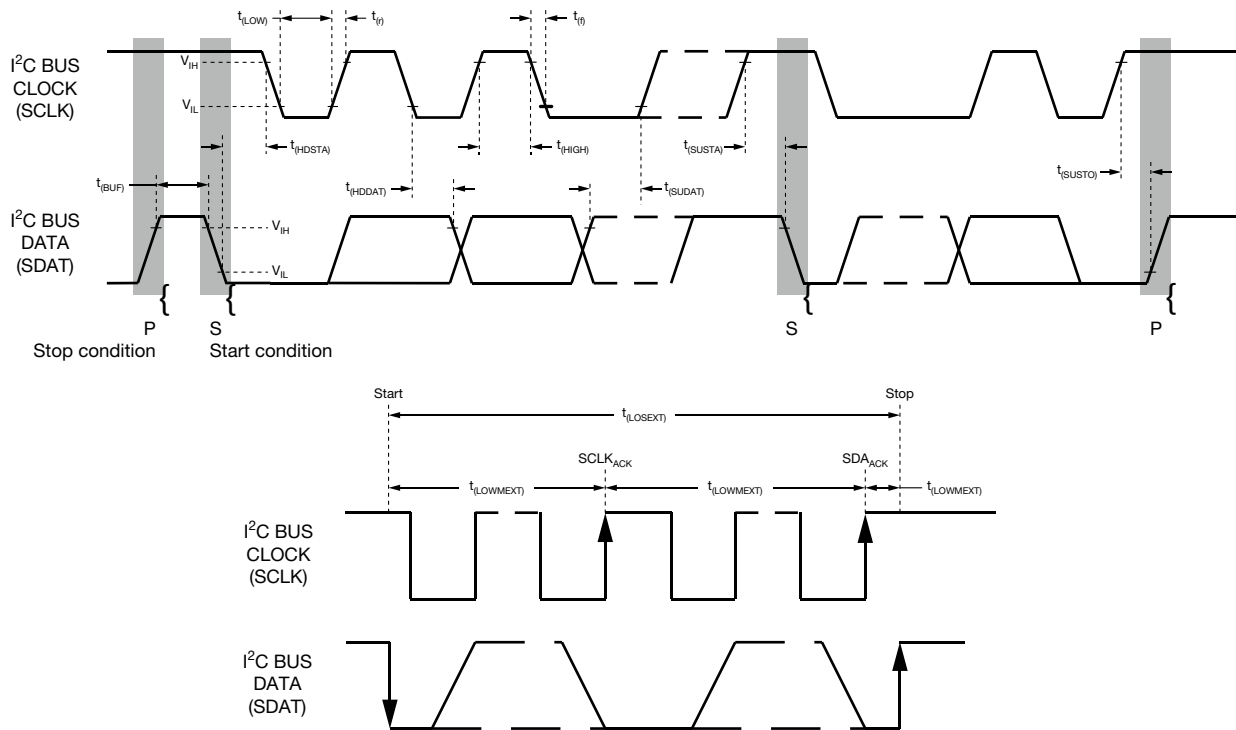 t(LOW) t(r) t(f)
I2C BUS
CLOCK
(SCLK)
VIH
VIL
t(HDSTA) t(HIGH) t(SUSTA)
t(BUF) t(HDDAT) t(SUDAT) t(SUSTO)
I2C BUS
DATA
(SDAT)
VIH
VIL
{ { { {
P S S P
Stop condition Start condition
Start Stop
t(LOSEXT)
SCLKACK SDAACK
t(LOWMEXT) t(LOWMEXT) t(LOWMEXT)
I2C BUS
CLOCK
(SCLK)
I2C BUS
DATA
(SDAT)